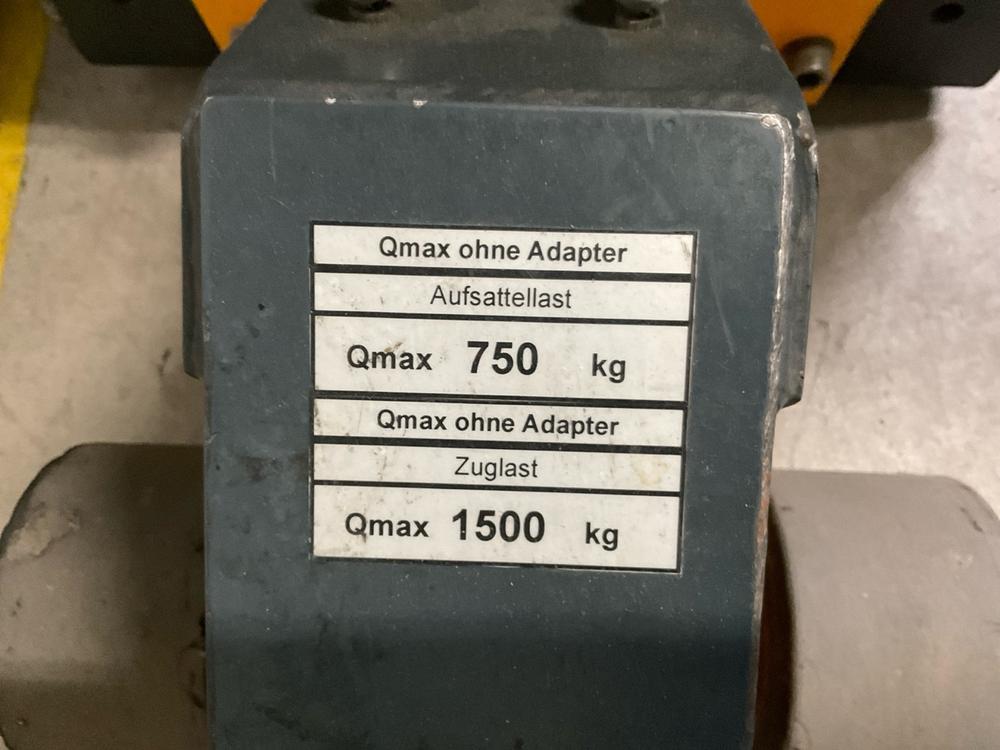 Qmax ohne Adapter
Aufsattellast
Qmax 750 kg
Qmax ohne Adapter
Zuglast
Qmax 1500 kg